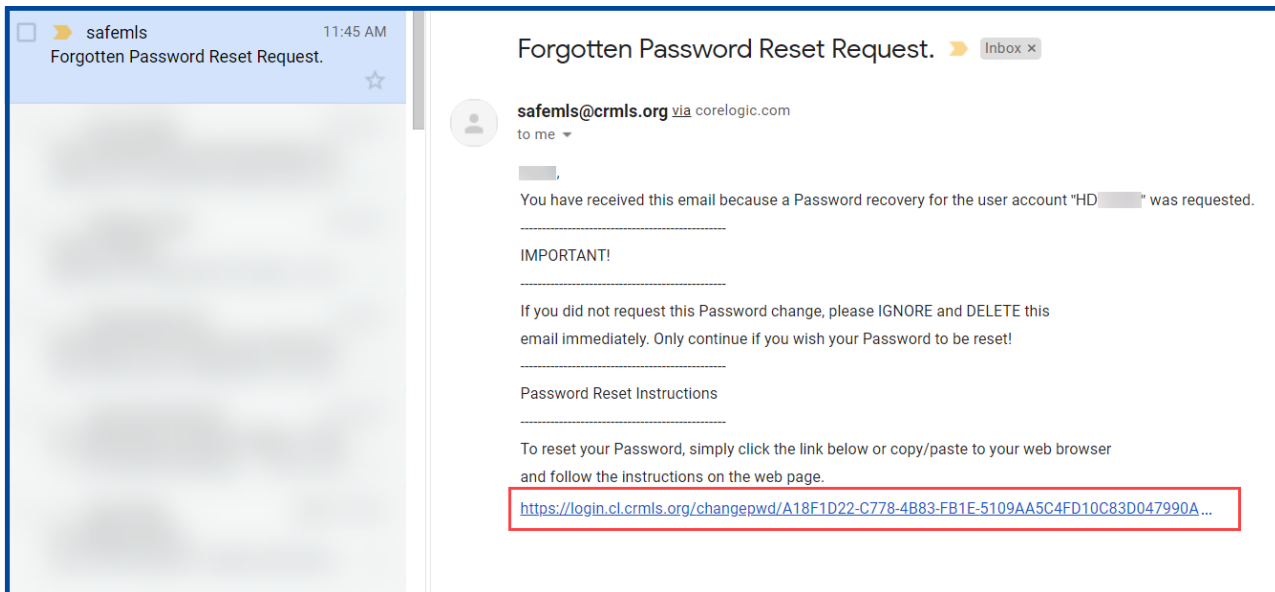 safemls 11:45 AM
Forgotten Password Reset Request.
Forgotten Password Reset Request. Inbox ×
safemls@crmls.org via corelogic.com
to me
,
You have received this email because a Password recovery for the user account "HD " was requested.
-----------------------------------------------
IMPORTANT!
-----------------------------------------------
If you did not request this Password change, please IGNORE and DELETE this
email immediately. Only continue if you wish your Password to be reset!
-----------------------------------------------
Password Reset Instructions
-----------------------------------------------
To reset your Password, simply click the link below or copy/paste to your web browser
and follow the instructions on the web page.
https://login.cl.crmls.org/changepwd/A18F1D22-C778-4B83-FB1E-5109AA5C4FD10C83D047990A ...